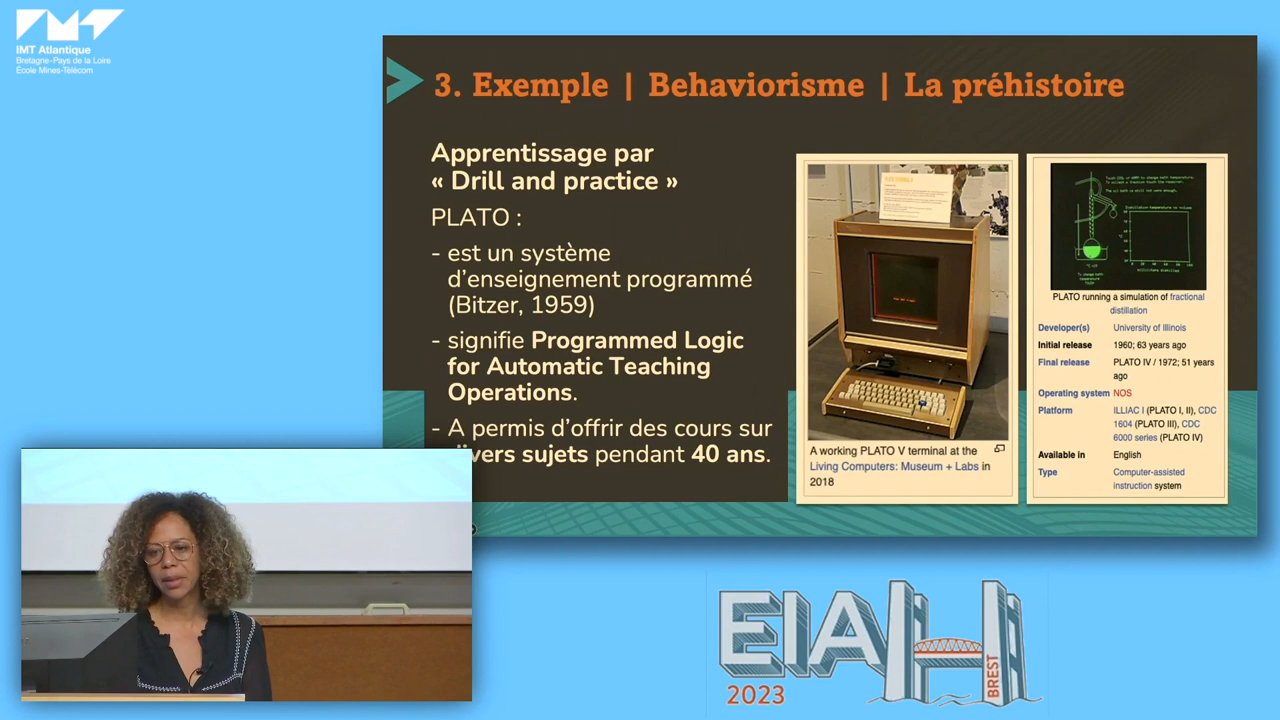 IMT Atlantique
Bretagne-Pays de la Loire
École Mines-Télécom
3. Exemple | Behaviorisme | La préhistoire
Apprentissage par
« Drill and practice »
PLATO :
- est un système
d’enseignement programmé
(Bitzer, 1959)
- signifie Programmed Logic
for Automatic Teaching
Operations.
- A permis d’offrir des cours sur
vers sujets pendant 40 ans.
A working PLATO V terminal at the
Living Computers: Museum + Labs in
2018
PLATO running a simulation of fractional
distillation
Developer(s) University of Illinois
Initial release 1960; 63 years ago
Final release PLATO IV / 1972; 51 years
ago
Operating system NOS
Platform ILLIAC I (PLATO I, II), CDC
1604 (PLATO III), CDC
6000 series (PLATO IV)
Available in English
Type Computer-assisted
instruction system
EIAH
BREST
2023